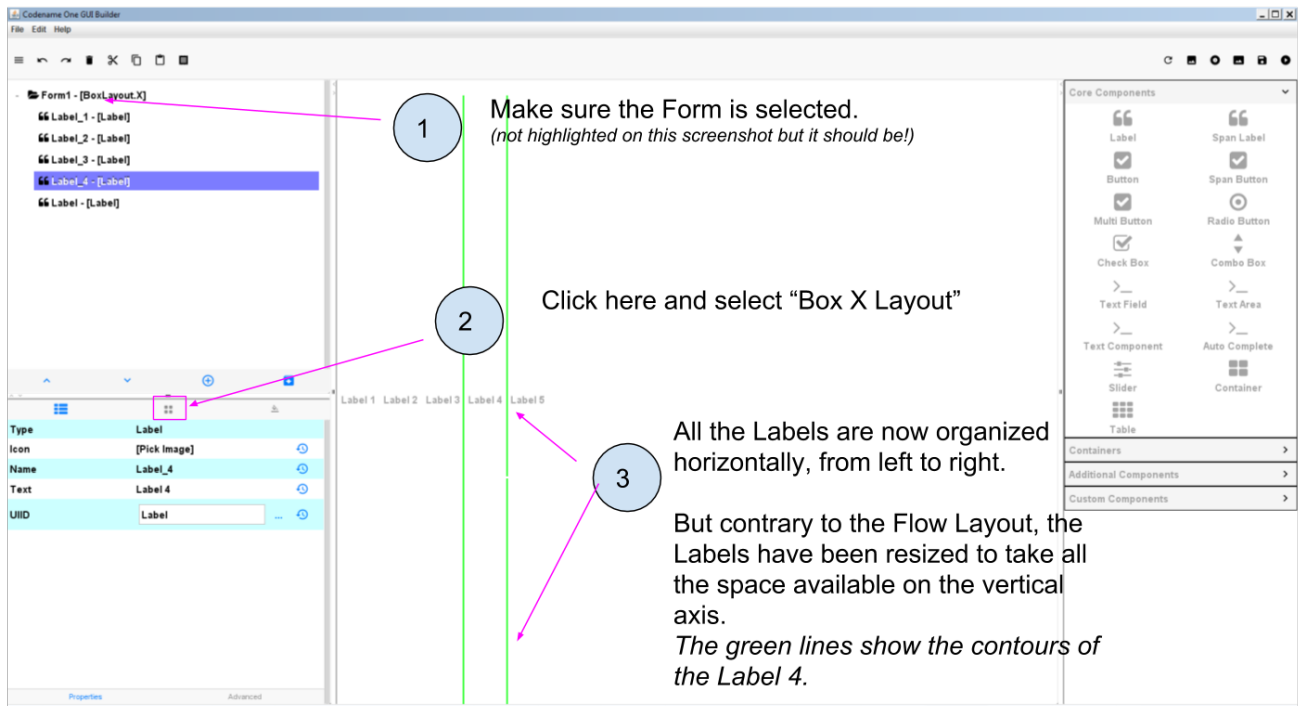 Codename One GUI Builder
File Edit Help
- Form1 - [BoxLayout.X]
Label_1 - [Label]
Label_2 - [Label]
Label_3 - [Label]
Label_4 - [Label]
Label - [Label]
1
Make sure the Form is selected.
(not highlighted on this screenshot but it should be!)
2
Click here and select “Box X Layout”
Label 1 Label 2 Label 3 Label 4 Label 5
3
All the Labels are now organized
horizontally, from left to right.
But contrary to the Flow Layout, the
Labels have been resized to take all
the space available on the vertical
axis.
The green lines show the contours of
the Label 4.
Type Label
Icon [Pick Image]
Name Label_4
Text Label 4
UIID Label ...
Properties Advanced
Core Components
Label Span Label
Button Span Button
Multi Button Radio Button
Check Box Combo Box
Text Field Text Area
Text Component Auto Complete
Slider Container
Table
Containers
Additional Components
Custom Components